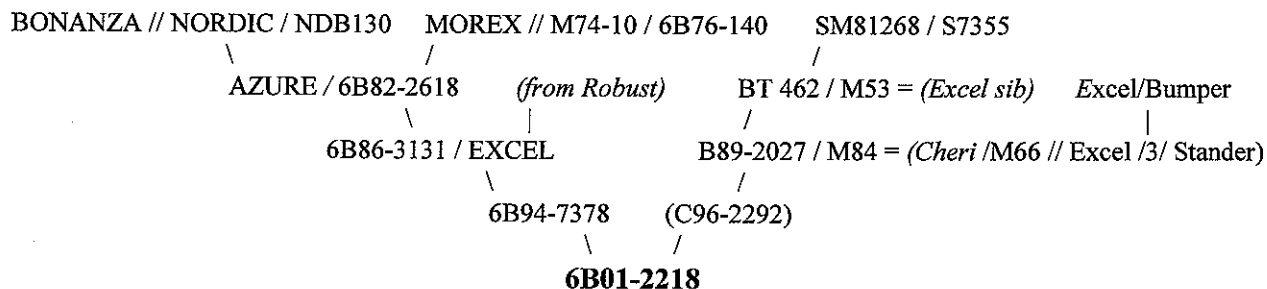 BONANZA // NORDIC / NDB130 MOREX // M74-10 / 6B76-140 SM81268 / S7355
AZURE / 6B82-2618 (from Robust) BT 462 / M53 = (Excel sib) Excel/Bumper
6B86-3131 / EXCEL B89-2027 / M84 = (Cheri /M66 // Excel /3/ Stander)
6B94-7378 (C96-2292)
6B01-2218